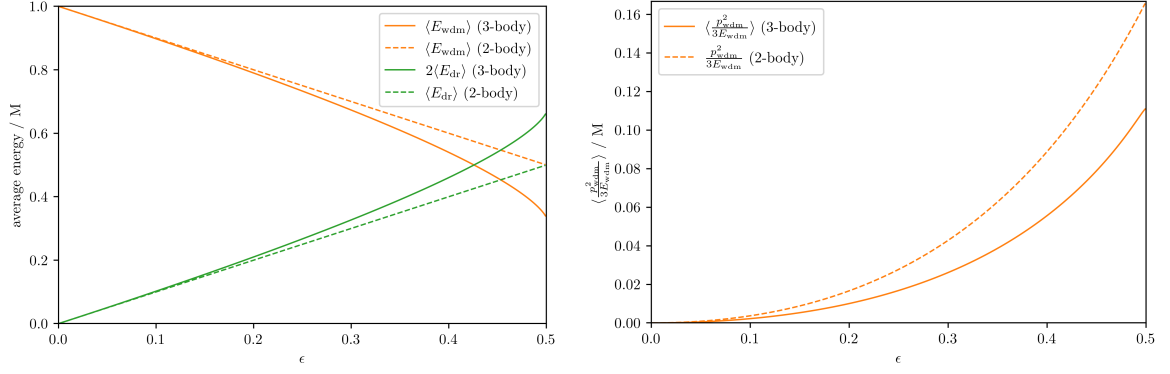 average energy / M
1.0
0.8
0.6
0.4
0.2
0.0
⟨E_wdm⟩ (3-body)
⟨E_wdm⟩ (2-body)
2⟨E_dr⟩ (3-body)
⟨E_dr⟩ (2-body)
0.0 0.1 0.2 0.3 0.4 0.5
ϵ
⟨p²_wdm/3E_wdm⟩ / M
0.16
0.14
0.12
0.10
0.08
0.06
0.04
0.02
0.00
⟨p²_wdm/3E_wdm⟩ (3-body)
p²_wdm/3E_wdm (2-body)
0.0 0.1 0.2 0.3 0.4 0.5
ϵ